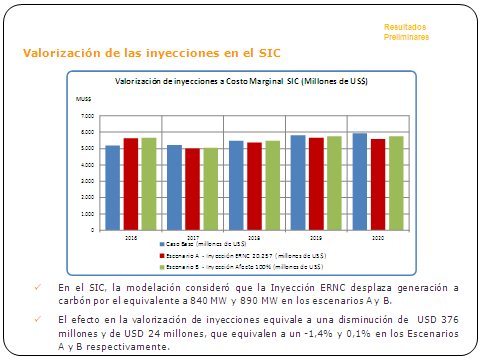 Resultados
Preliminares
Valorización de las inyecciones en el SIC
Valorización de inyecciones a Costo Marginal SIC (Millones de US$)
MUS$
7.000
6.000
5.000
4.000
3.000
2.000
1.000
0
2016 2017 2018 2019 2020
Caso Base (millones de US$)
Escenario A - Inyección ERNC 20.257 (millones de US$)
Escenario B - Inyección Afecta 100% (millones de US$)
✓ En el SIC, la modelación consideró que la Inyección ERNC desplaza generación a
carbón por el equivalente a 840 MW y 890 MW en los escenarios A y B.
✓ El efecto en la valorización de inyecciones equivale a una disminución de USD 376
millones y de USD 24 millones, que equivalen a un -1,4% y 0,1% en los Escenarios
A y B respectivamente.